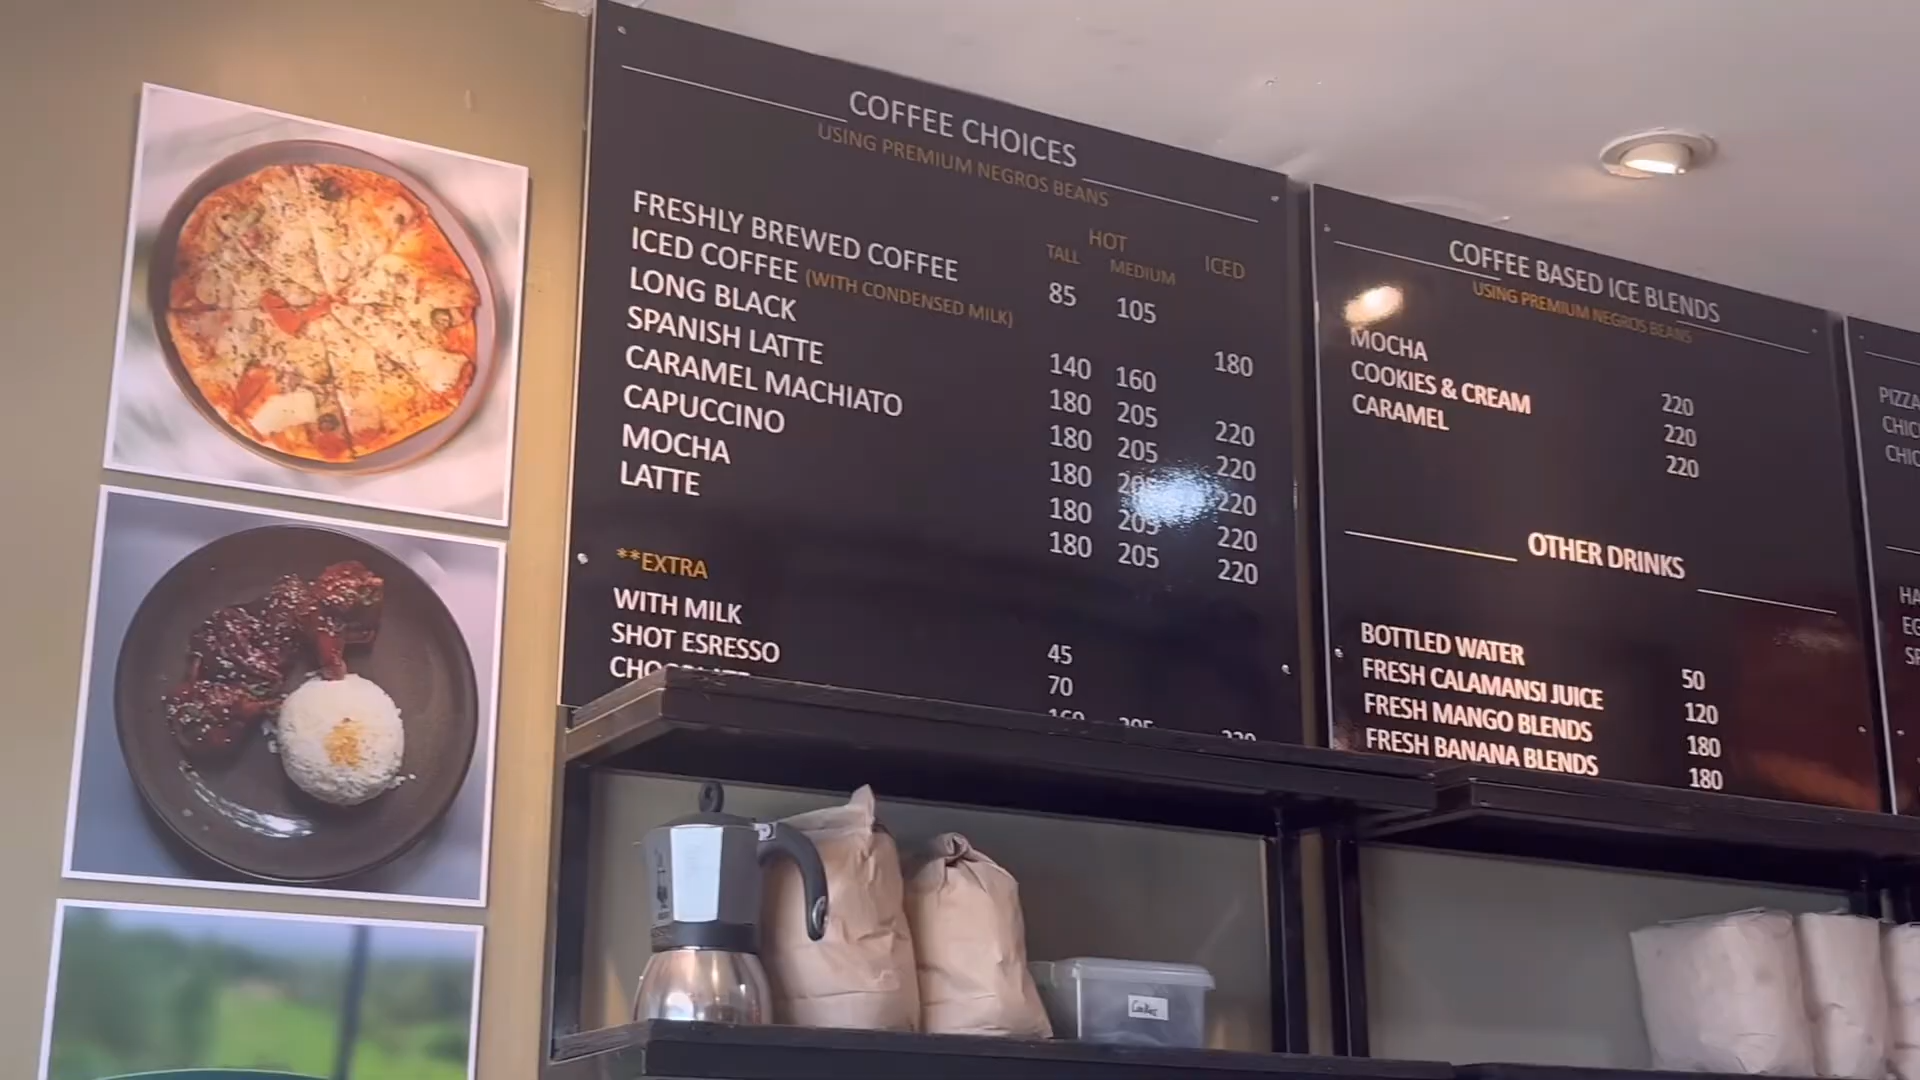 COFFEE CHOICES
USING PREMIUM NEGROS BEANS
HOT
TALL MEDIUM ICED
FRESHLY BREWED COFFEE 85 105
ICED COFFEE (WITH CONDENSED MILK) 180
LONG BLACK 140 160
SPANISH LATTE 180 205 220
CARAMEL MACHIATO 180 205 220
CAPUCCINO 180 205 220
MOCHA 180 205 220
LATTE 180 205 220
**EXTRA
WITH MILK 45
SHOT ESRESSO 70
COFFEE BASED ICE BLENDS
USING PREMIUM NEGROS BEANS
MOCHA 220
COOKIES & CREAM 220
CARAMEL 220
OTHER DRINKS
BOTTLED WATER 50
FRESH CALAMANSI JUICE 120
FRESH MANGO BLENDS 180
FRESH BANANA BLENDS 180
PIZZA